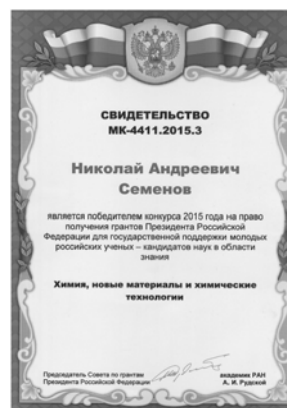 СВИДЕТЕЛЬСТВО
МК-4411.2015.3
Николай Андреевич
Семенов
является победителем конкурса 2015 года на право
получения грантов Президента Российской
Федерации для государственной поддержки молодых
российских ученых – кандидатов наук в области
знания
Химия, новые материалы и химические
технологии
Председатель Совета по грантам
Президента Российской Федерации
академик РАН
А. И. Рудской